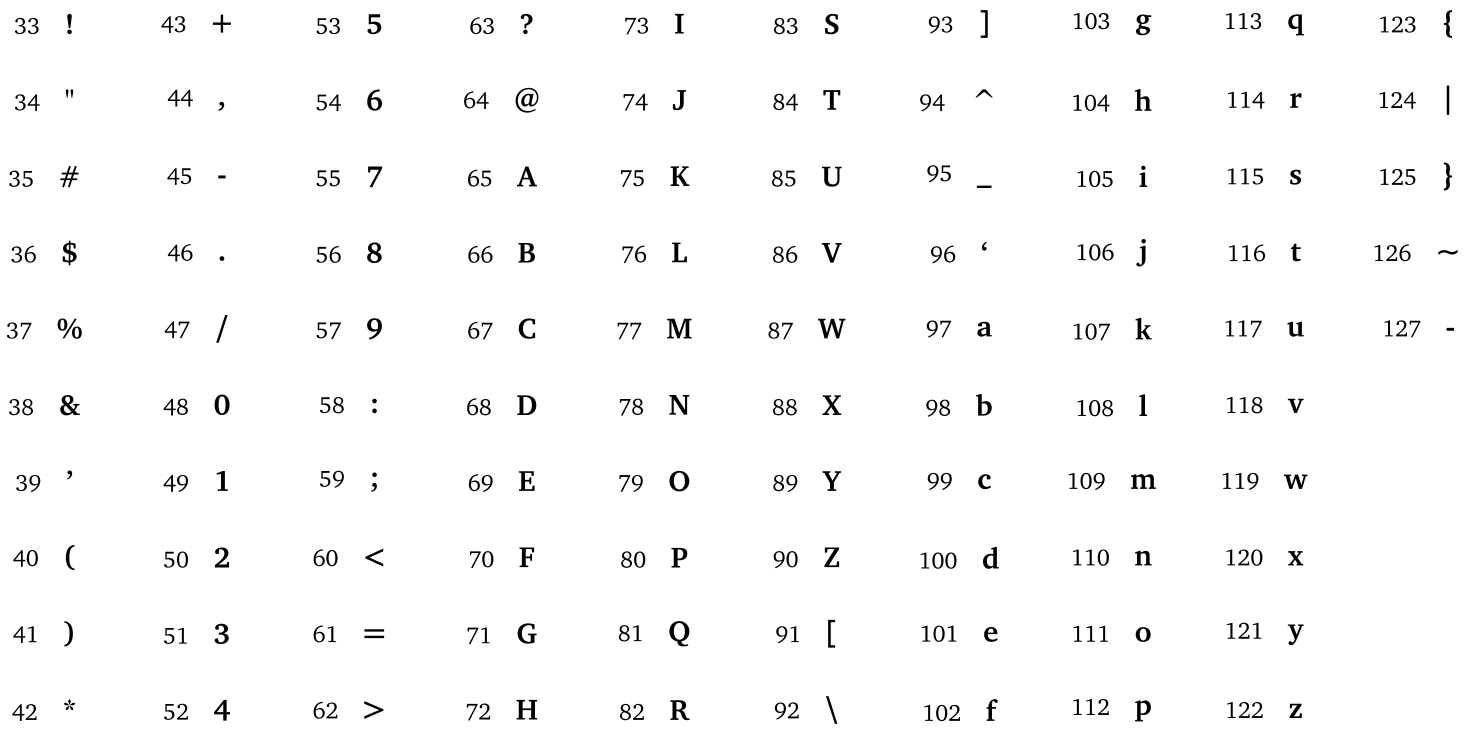 33 ! 43 + 53 5 63 ? 73 I 83 S 93 ] 103 g 113 q 123 {
34 " 44 , 54 6 64 @ 74 J 84 T 94 ^ 104 h 114 r 124 |
35 # 45 - 55 7 65 A 75 K 85 U 95 _ 105 i 115 s 125 }
36 $ 46 . 56 8 66 B 76 L 86 V 96 ‘ 106 j 116 t 126 ~
37 % 47 / 57 9 67 C 77 M 87 W 97 a 107 k 117 u 127 -
38 & 48 0 58 : 68 D 78 N 88 X 98 b 108 l 118 v
39 ’ 49 1 59 ; 69 E 79 O 89 Y 99 c 109 m 119 w
40 ( 50 2 60 < 70 F 80 P 90 Z 100 d 110 n 120 x
41 ) 51 3 61 = 71 G 81 Q 91 [ 101 e 111 o 121 y
42 * 52 4 62 > 72 H 82 R 92 \ 102 f 112 p 122 z